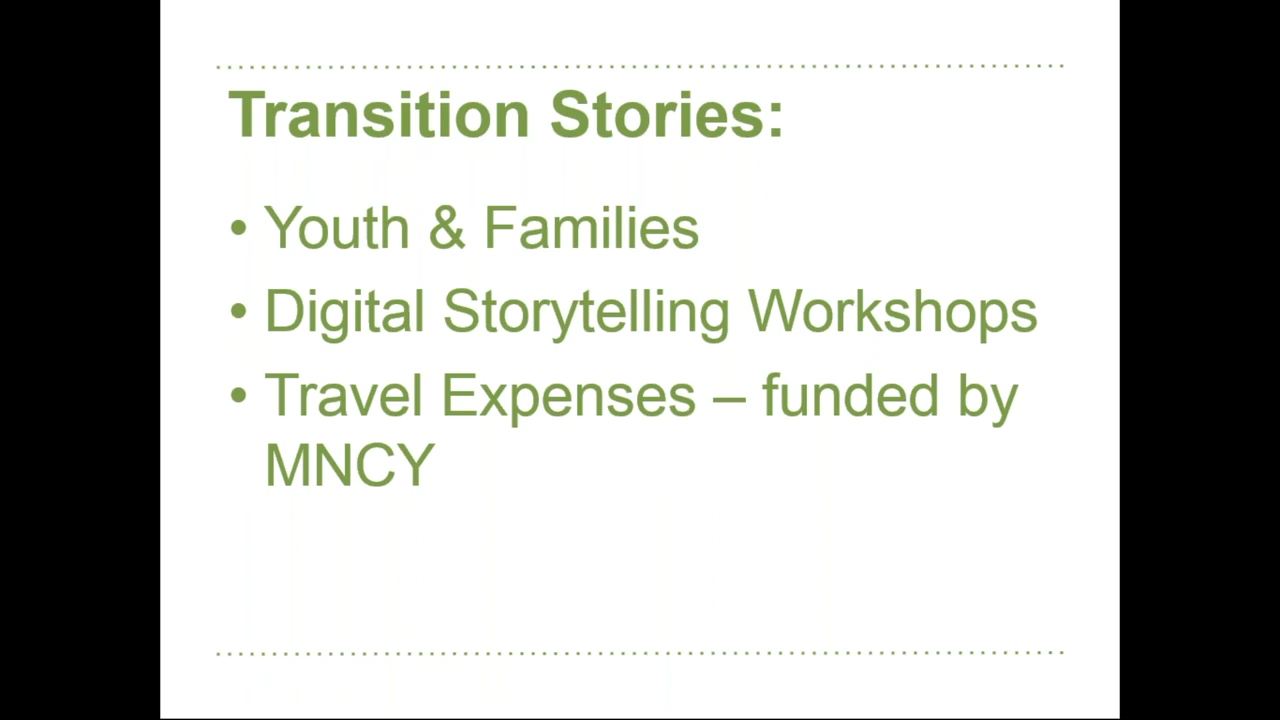 Transition Stories:
• Youth & Families
• Digital Storytelling Workshops
• Travel Expenses – funded by
MNCY